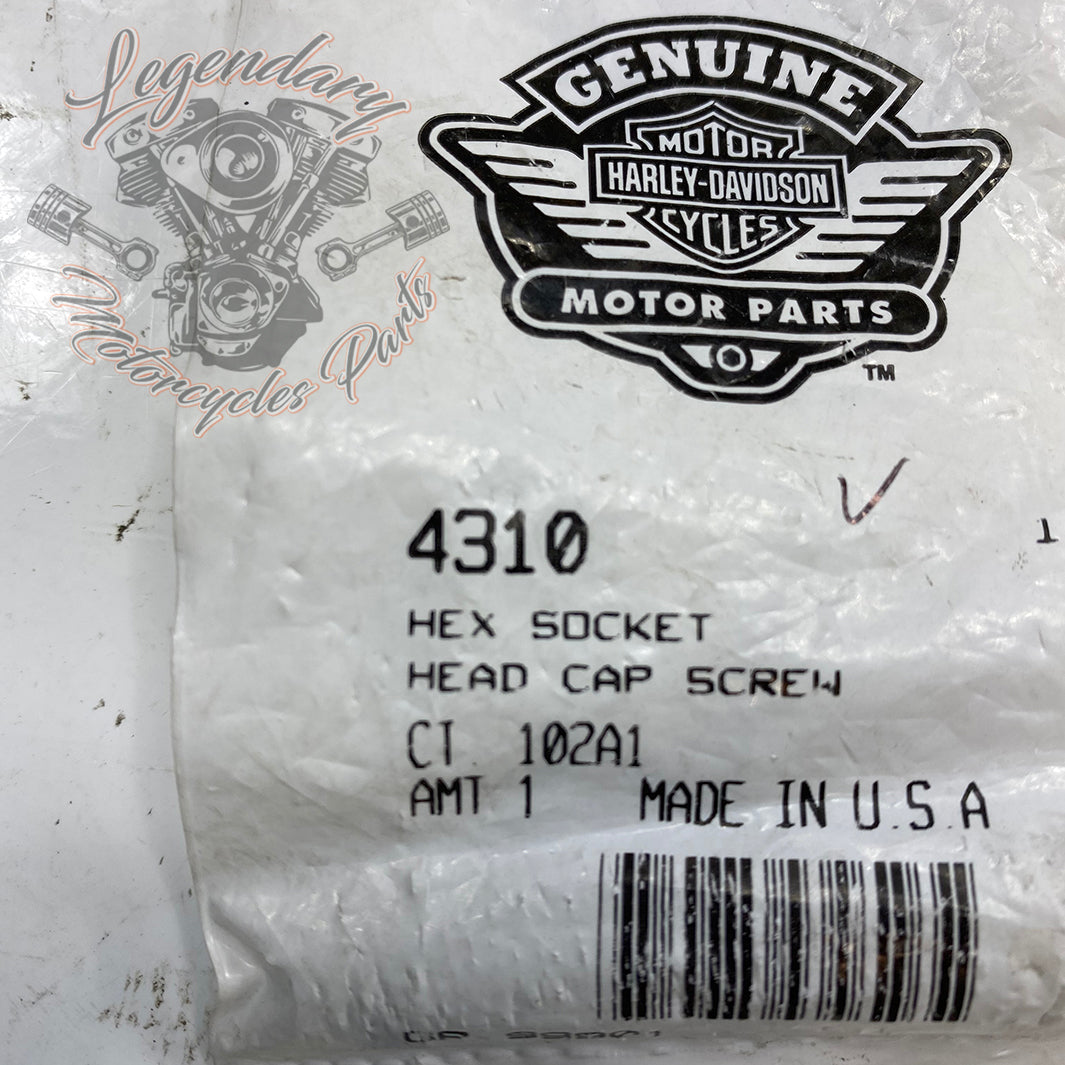 Legendary
Motorcycles Parts
GENUINE
MOTOR
HARLEY-DAVIDSON
CYCLES
MOTOR PARTS
TM
1
4310
HEX SOCKET
HEAD CAP SCREW
CT. 102A1
AMT 1 MADE IN U.S.A